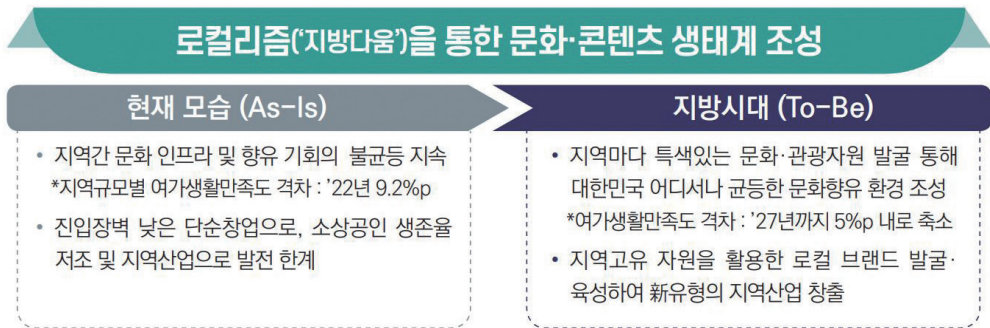 로컬리즘(‘지방다움’)을 통한 문화·콘텐츠 생태계 조성
현재 모습 (As-Is)
• 지역간 문화 인프라 및 향유 기회의 불균등 지속
*지역규모별 여가생활만족도 격차 : ’22년 9.2%p
• 진입장벽 낮은 단순창업으로, 소상공인 생존율
저조 및 지역산업으로 발전 한계
지방시대 (To-Be)
• 지역마다 특색있는 문화·관광자원 발굴 통해
대한민국 어디서나 균등한 문화향유 환경 조성
*여가생활만족도 격차 : ’27년까지 5%p 내로 축소
• 지역고유 자원을 활용한 로컬 브랜드 발굴·
육성하여 新유형의 지역산업 창출